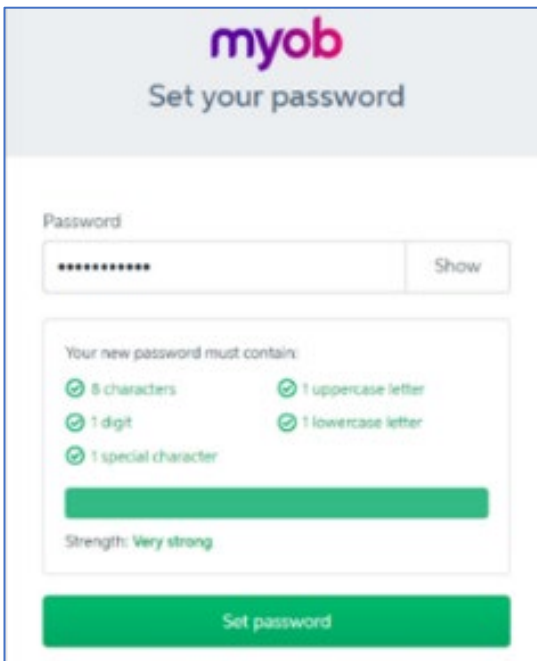 myob
Set your password
Password
••••••••••• Show
Your new password must contain:
8 characters 1 uppercase letter
1 digit 1 lowercase letter
1 special character
Strength: Very strong
Set password